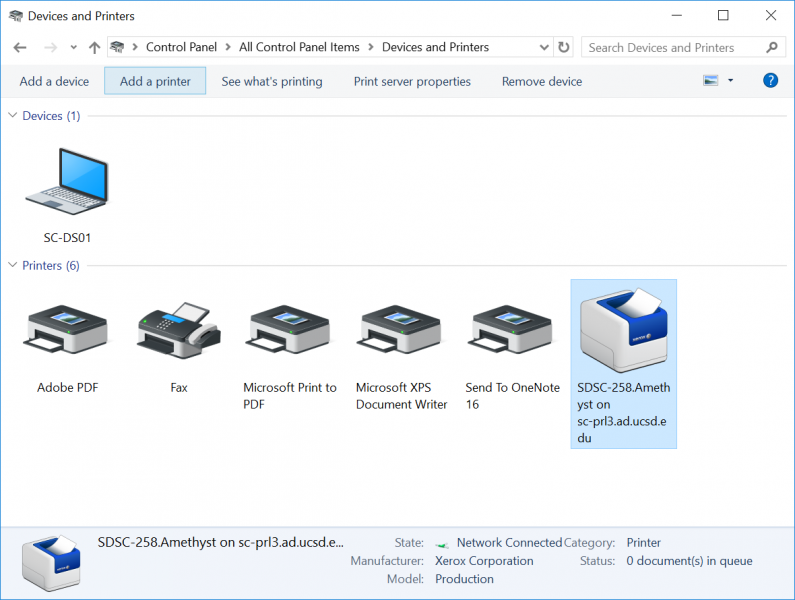 Devices and Printers
Control Panel > All Control Panel Items > Devices and Printers
Search Devices and Printers
Add a device Add a printer See what's printing Print server properties Remove device ?
Devices (1)
SC-DS01
Printers (6)
Adobe PDF
Fax
Microsoft Print to
PDF
Microsoft XPS
Document Writer
Send To OneNote
16
SDSC-258.Ameth
yst on
sc-prl3.ad.ucsd.e
du
SDSC-258.Amethyst on sc-prl3.ad.ucsd.e... State: Network Connected Category: Printer
Manufacturer: Xerox Corporation Status: 0 document(s) in queue
Model: Production